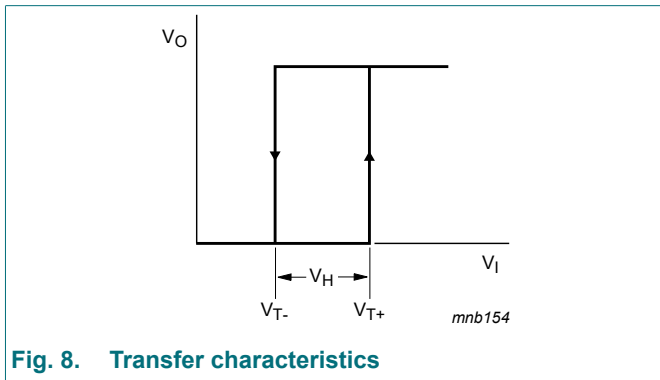 VO
VI
VH
VT-
VT+
mnb154
Fig. 8. Transfer characteristics